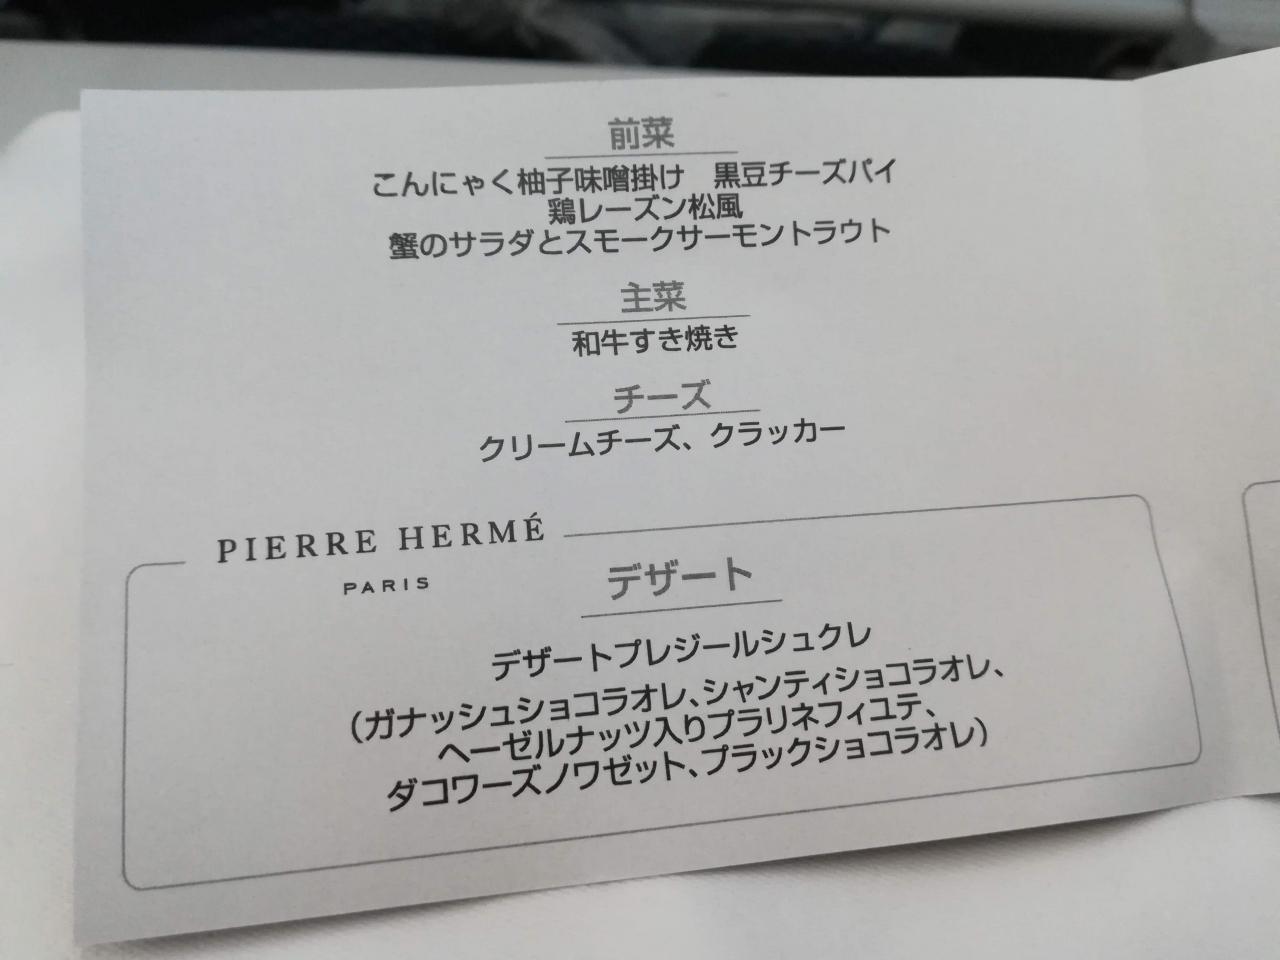 前菜
こんにゃく柚子味噌掛け　黒豆チーズパイ
鶏レーズン松風
蟹のサラダとスモークサーモントラウト
主菜
和牛すき焼き
チーズ
クリームチーズ、クラッカー
PIERRE HERMÉ
PARIS
デザート
デザートプレジールシュクレ
（ガナッシュショコラオレ、シャンティショコラオレ、
ヘーゼルナッツ入りプラリネフィユテ、
ダコワーズノワゼット、プラックショコラオレ）